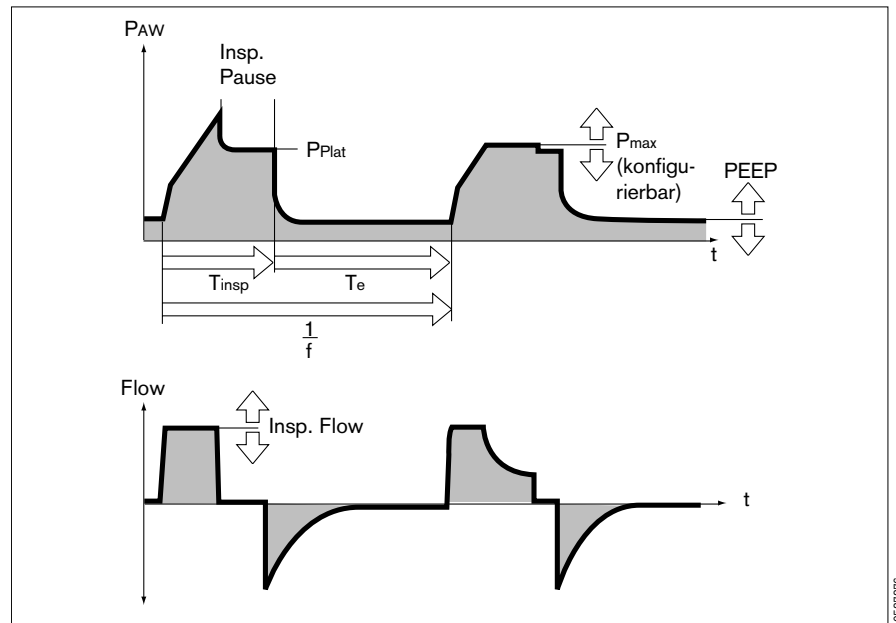 PAW
Insp.
Pause
PPlat
Pmax
(konfigu-
rierbar)
PEEP
t
Tinsp
Te
1
f
Flow
Insp. Flow
t